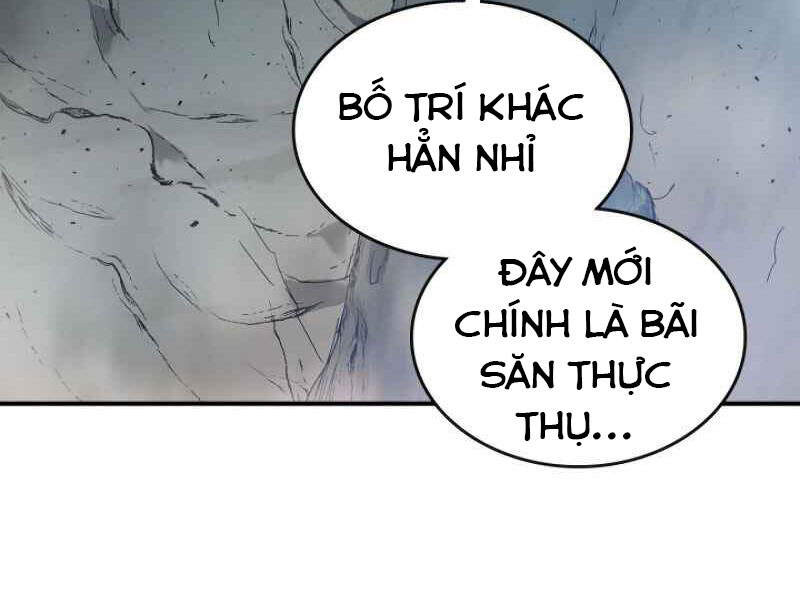 BỐ TRÍ KHÁC
HẲN NHỈ
ĐÂY MỚI
CHÍNH LÀ BÃI
SĂN THỰC
THỤ...